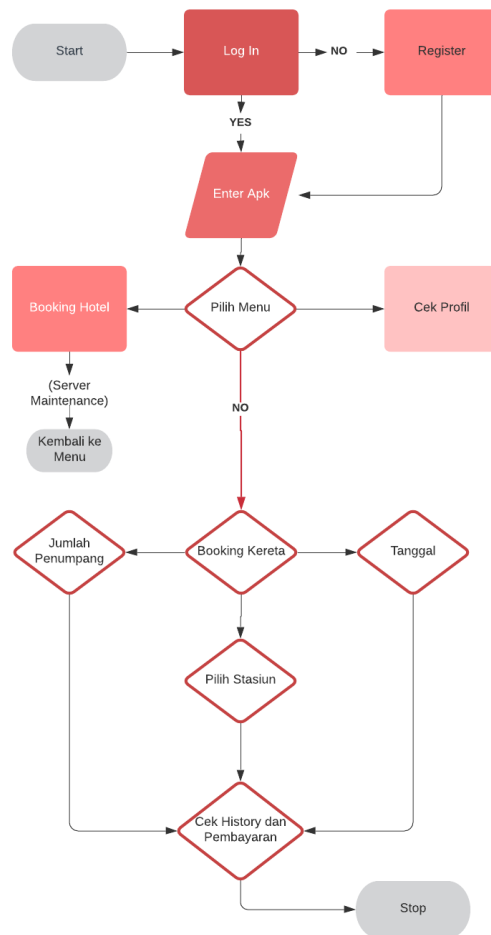 Start
Log In
NO
Register
YES
Enter Apk
Booking Hotel
Pilih Menu
Cek Profil
(Server
Maintenance)
Kembali ke
Menu
NO
Jumlah
Penumpang
Booking Kereta
Tanggal
Pilih Stasiun
Cek History dan
Pembayaran
Stop